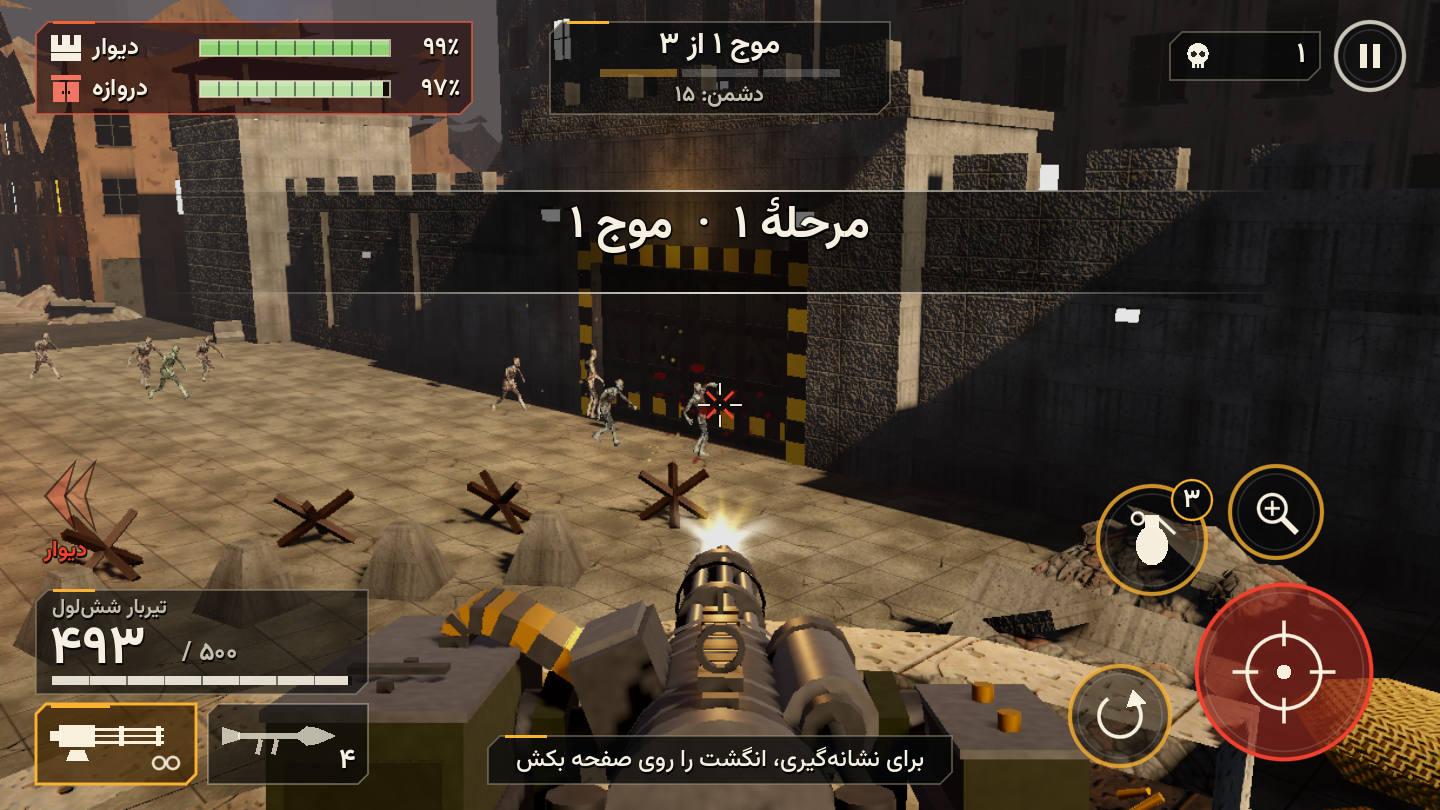 دیوار ۹۹٪
دروازه ۹۷٪
موج ۱ از ۳
دشمن: ۱۵
۱
مرحلهٔ ۱ · موج ۱
دیوار
۳
تیربار شش‌لول
۴۹۳ / ۵۰۰
∞
۴
برای نشانه‌گیری، انگشت را روی صفحه بکش